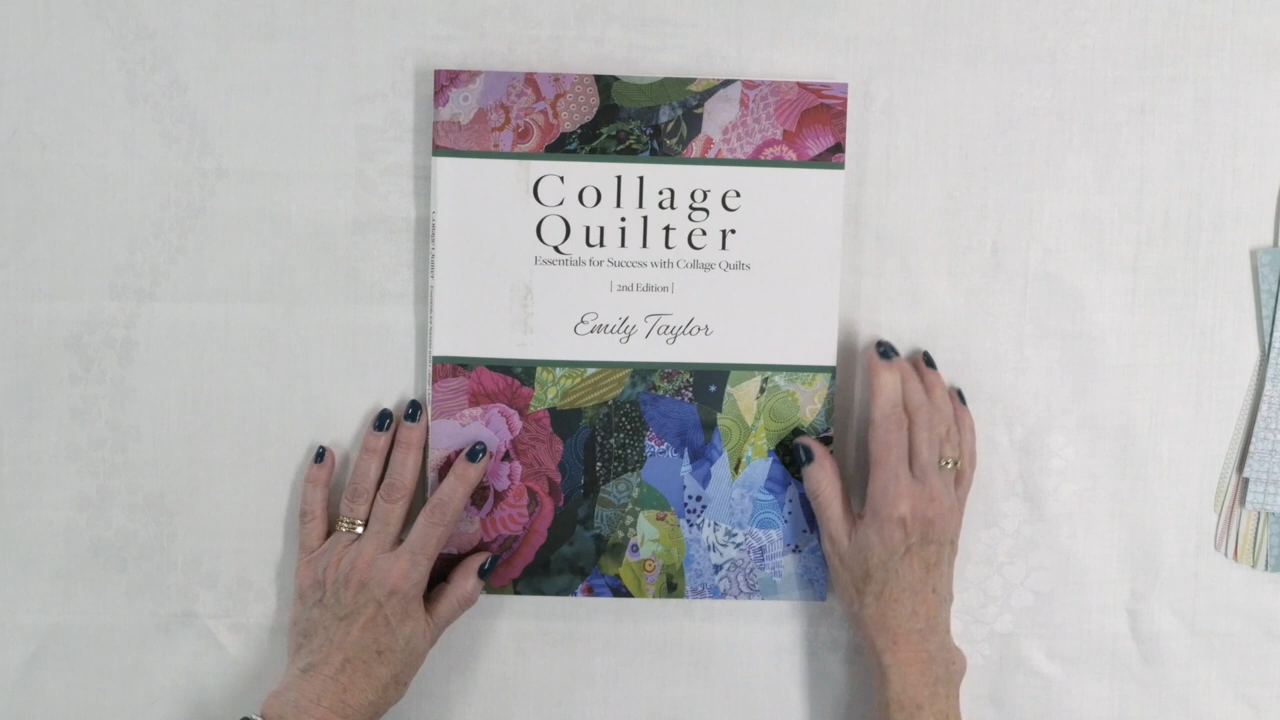 Collage
Quilter
Essentials for Success with Collage Quilts
| 2nd Edition |
Emily Taylor